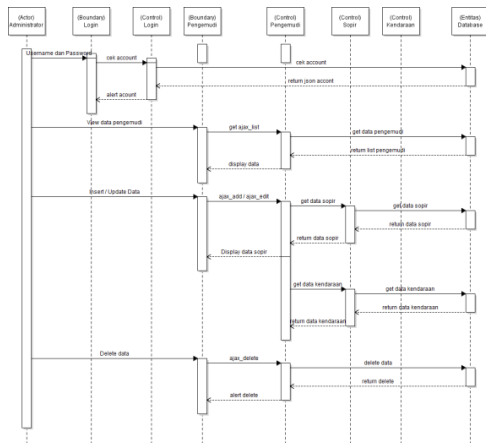 (Actor)
Administrator
(Boundary)
Login
(Control)
Login
(Boundary)
Pengemudi
(Control)
Pengemudi
(Control)
Sopir
(Control)
Kendaraan
(Entitas)
Database
Username dan Password
cek account
cek account
return json accont
alert acount
View data pengemudi
get ajax_list
get data pengemudi
return list pengemudi
display data
Insert / Update Data
ajax_add / ajax_edit
get data sopir
get data sopir
return data sopir
return data sopir
Display data sopir
get data kendaraan
get data kendaraan
return data kendaraan
return data kendaraan
Delete data
ajax_delete
delete data
return delete
alert delete